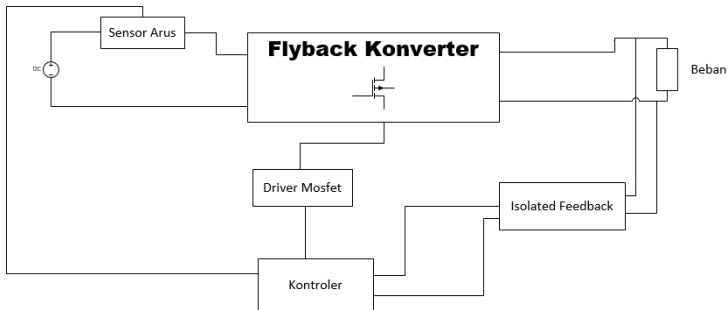 Sensor Arus
Flyback Konverter
DC
Beban
Driver Mosfet
Isolated Feedback
Kontroler